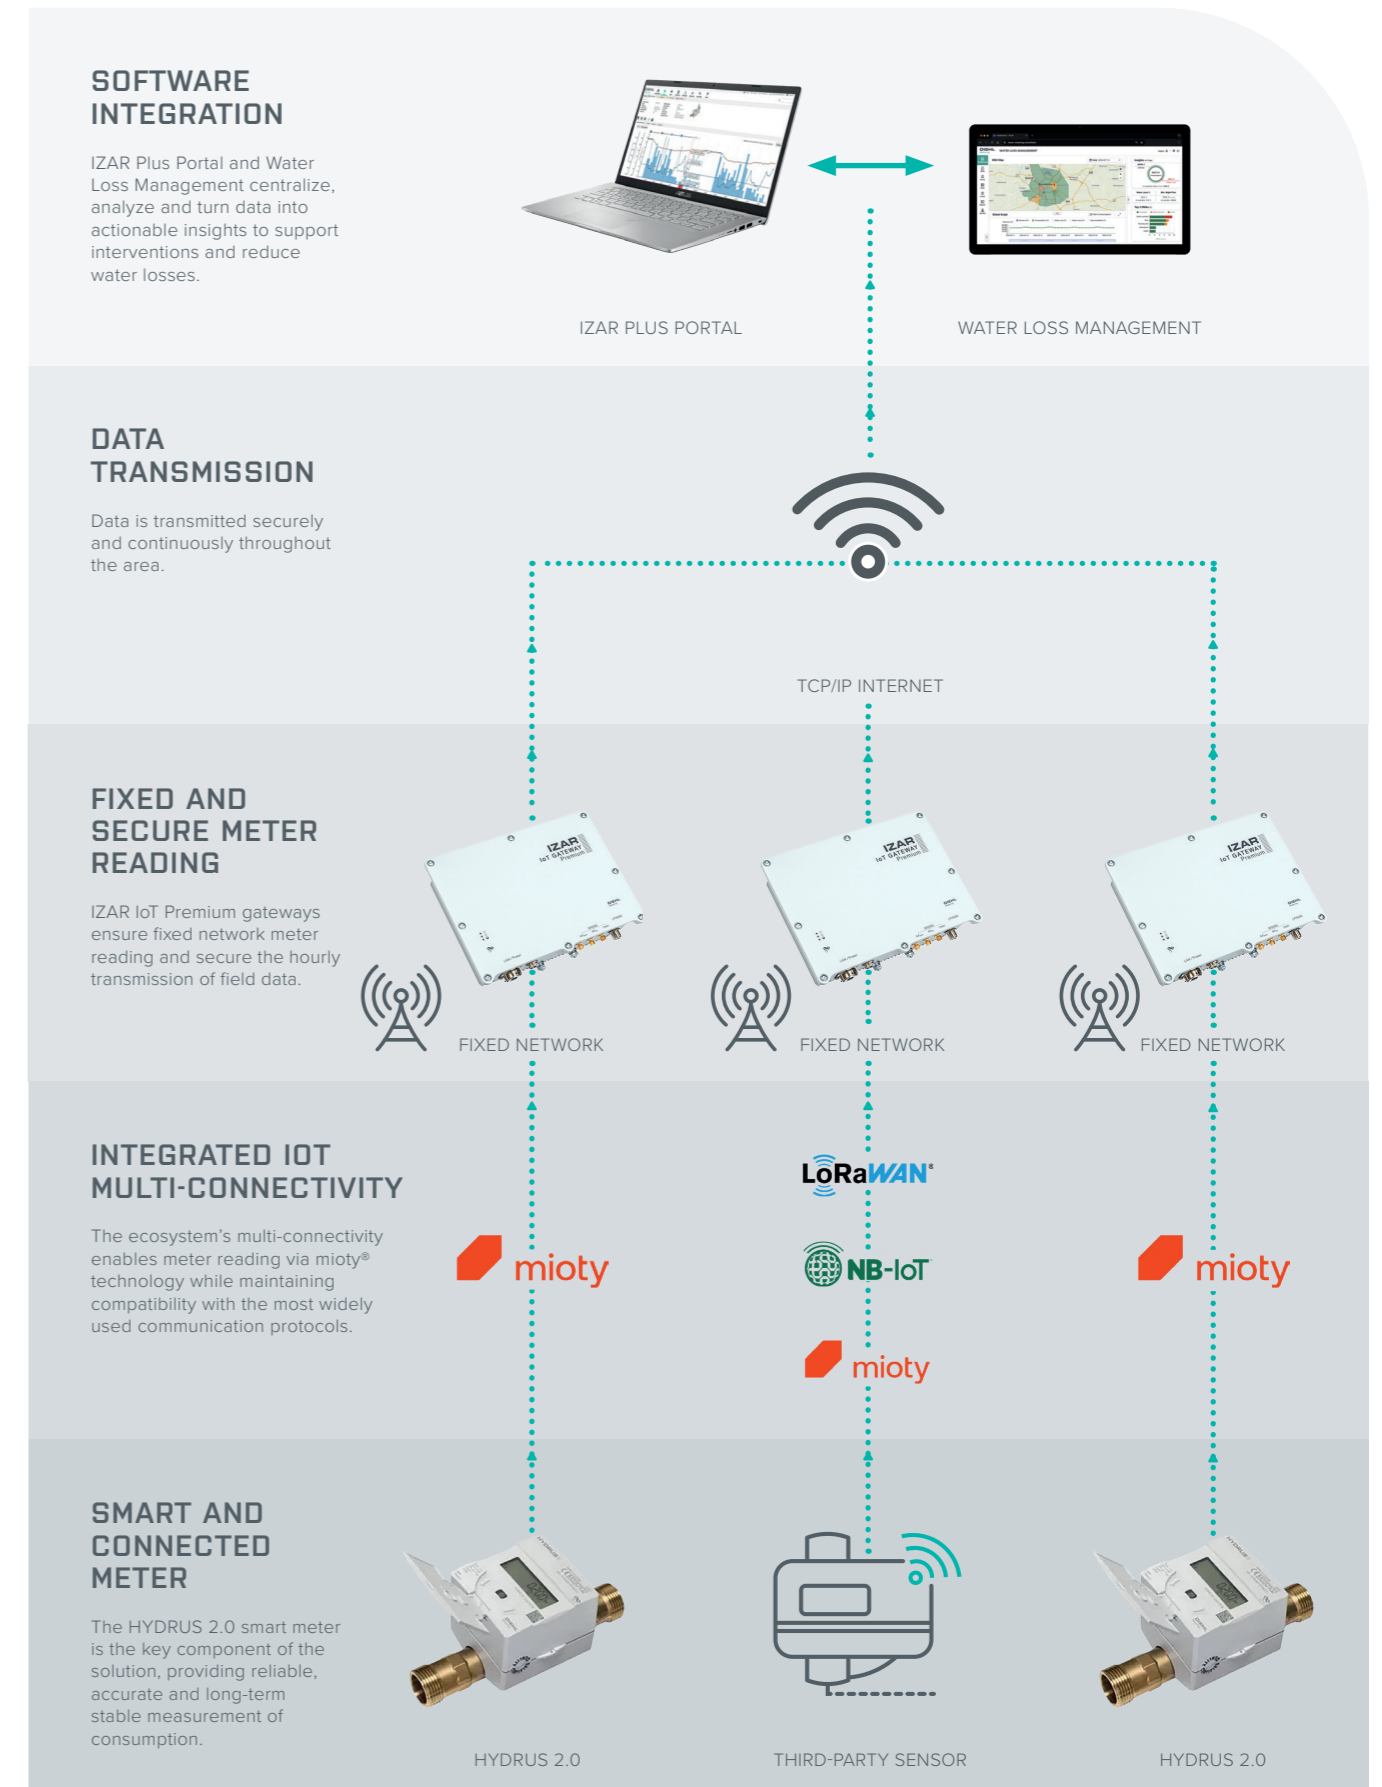 SOFTWARE
INTEGRATION
IZAR Plus Portal and Water
Loss Management centralize,
analyze and turn data into
actionable insights to support
interventions and reduce
water losses.
IZAR PLUS PORTAL
WATER LOSS MANAGEMENT
DATA
TRANSMISSION
Data is transmitted securely
and continuously throughout
the area.
TCP/IP INTERNET
FIXED AND
SECURE METER
READING
IZAR IoT Premium gateways
ensure fixed network meter
reading and secure the hourly
transmission of field data.
IZAR
IoT GATEWAY
Premium
DIEHL
IZAR
IoT GATEWAY
Premium
DIEHL
IZAR
IoT GATEWAY
Premium
DIEHL
FIXED NETWORK
FIXED NETWORK
FIXED NETWORK
INTEGRATED IOT
MULTI-CONNECTIVITY
The ecosystem's multi-connectivity
enables meter reading via mioty®
technology while maintaining
compatibility with the most widely
used communication protocols.
mioty
LoRaWAN®
NB-IoT
mioty
mioty
SMART AND
CONNECTED
METER
The HYDRUS 2.0 smart meter
is the key component of the
solution, providing reliable,
accurate and long-term
stable measurement of
consumption.
HYDRUS
HYDRUS
HYDRUS 2.0
THIRD-PARTY SENSOR
HYDRUS 2.0